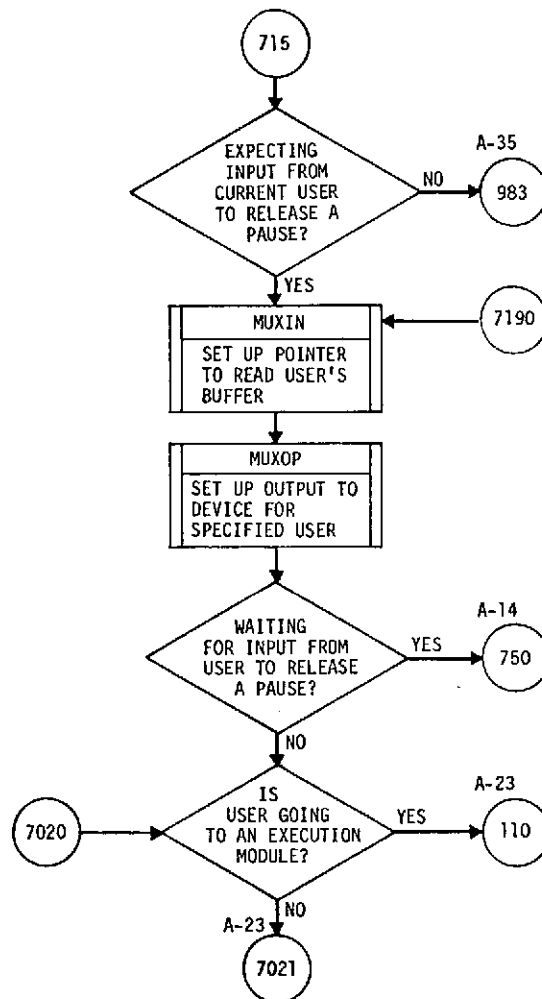 715
EXPECTING
INPUT FROM
CURRENT USER
TO RELEASE A
PAUSE?
NO
A-35
983
YES
MUXIN
SET UP POINTER
TO READ USER'S
BUFFER
7190
MUXOP
SET UP OUTPUT TO
DEVICE FOR
SPECIFIED USER
WAITING
FOR INPUT FROM
USER TO RELEASE
A PAUSE?
YES
A-14
750
NO
7020
IS
USER GOING
TO AN EXECUTION
MODULE?
YES
A-23
110
NO
A-23
7021